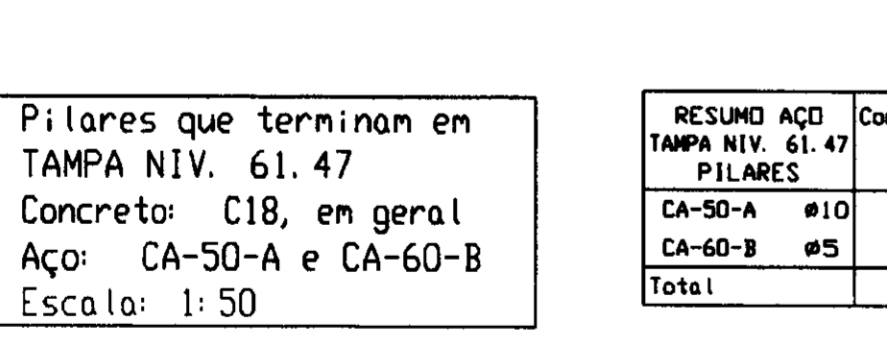 Pilares que terminam em
TAMPA NIV. 61.47
Concreto: C18, em geral
Aço: CA-50-A e CA-60-B
Escala: 1:50
RESUMO AÇO
TAMPA NIV. 61.47
PILARES
CA-50-A ø10
CA-60-B ø5
Total